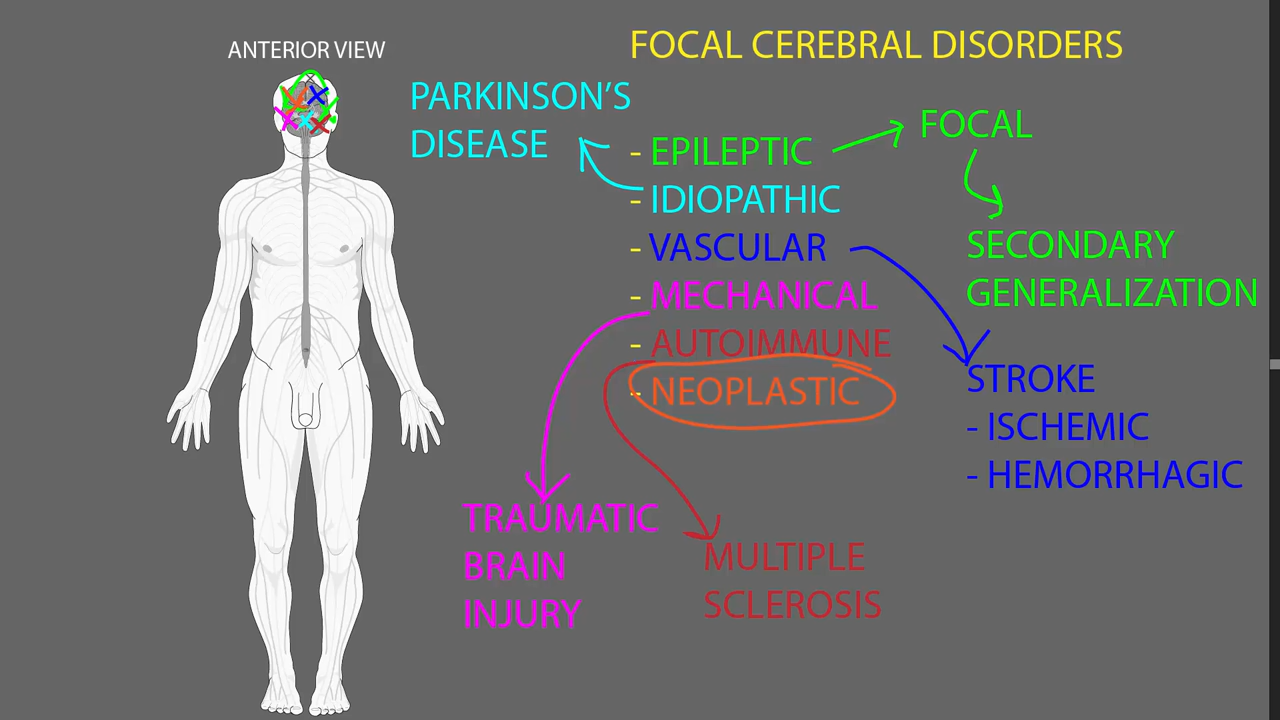 ANTERIOR VIEW
FOCAL CEREBRAL DISORDERS
PARKINSON'S
DISEASE
- EPILEPTIC
- IDIOPATHIC
- VASCULAR
- MECHANICAL
- AUTOIMMUNE
- NEOPLASTIC
FOCAL
SECONDARY
GENERALIZATION
STROKE
- ISCHEMIC
- HEMORRHAGIC
TRAUMATIC
BRAIN
INJURY
MULTIPLE
SCLEROSIS